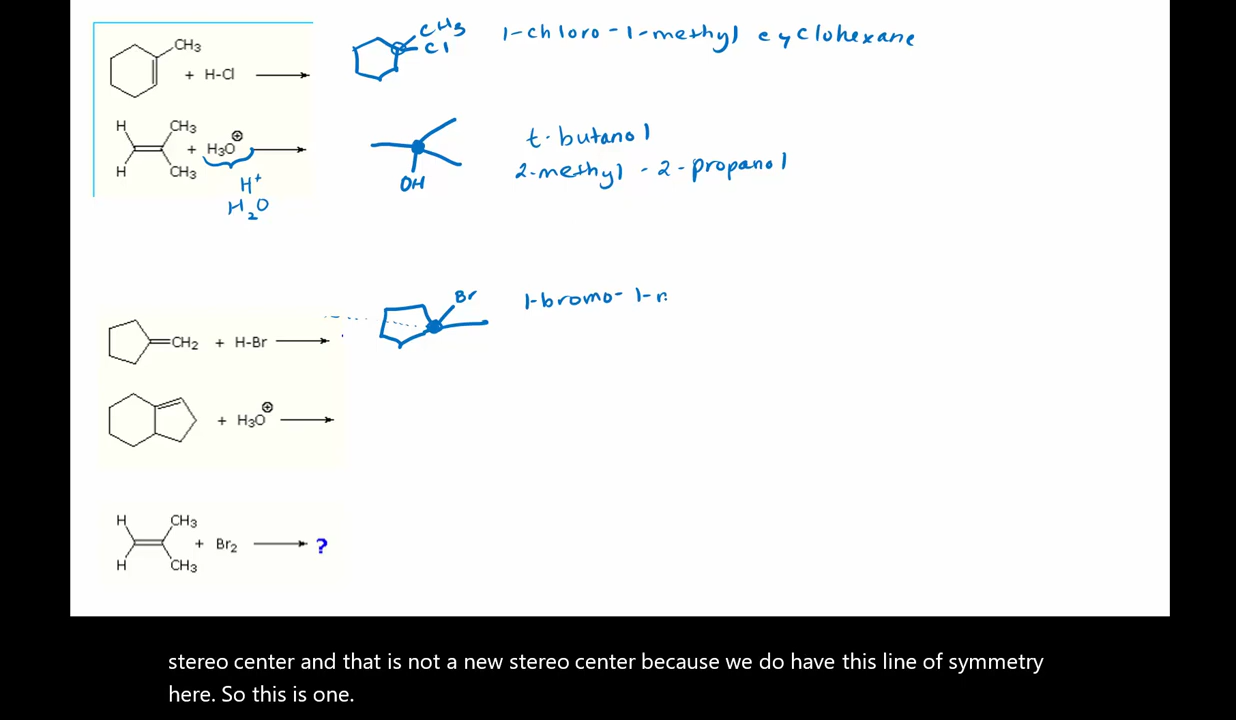 CH3
+ H-Cl
CH3
Cl
1-chloro-1-methyl cyclohexane
H CH3
+ H3O⊕
H CH3
H+
H2O
OH
t-butanol
2-methyl-2-propanol
=CH2 + H-Br
Br
1-bromo-1-
+ H3O⊕
H CH3
+ Br2 ?
H CH3
stereo center and that is not a new stereo center because we do have this line of symmetry
here. So this is one.